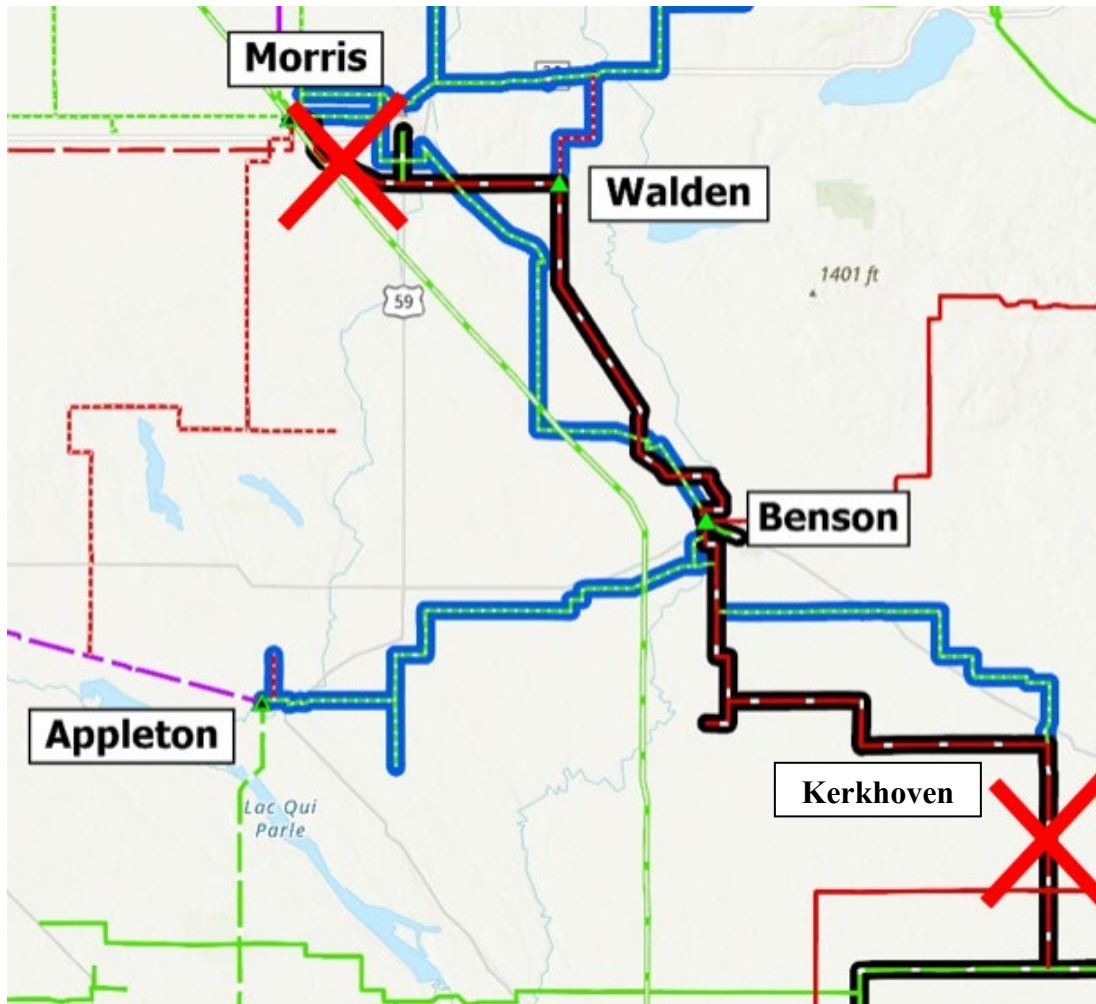 Morris
Walden
1401 ft
59
Benson
Appleton
Kerkhoven
Lac Qui
Parle